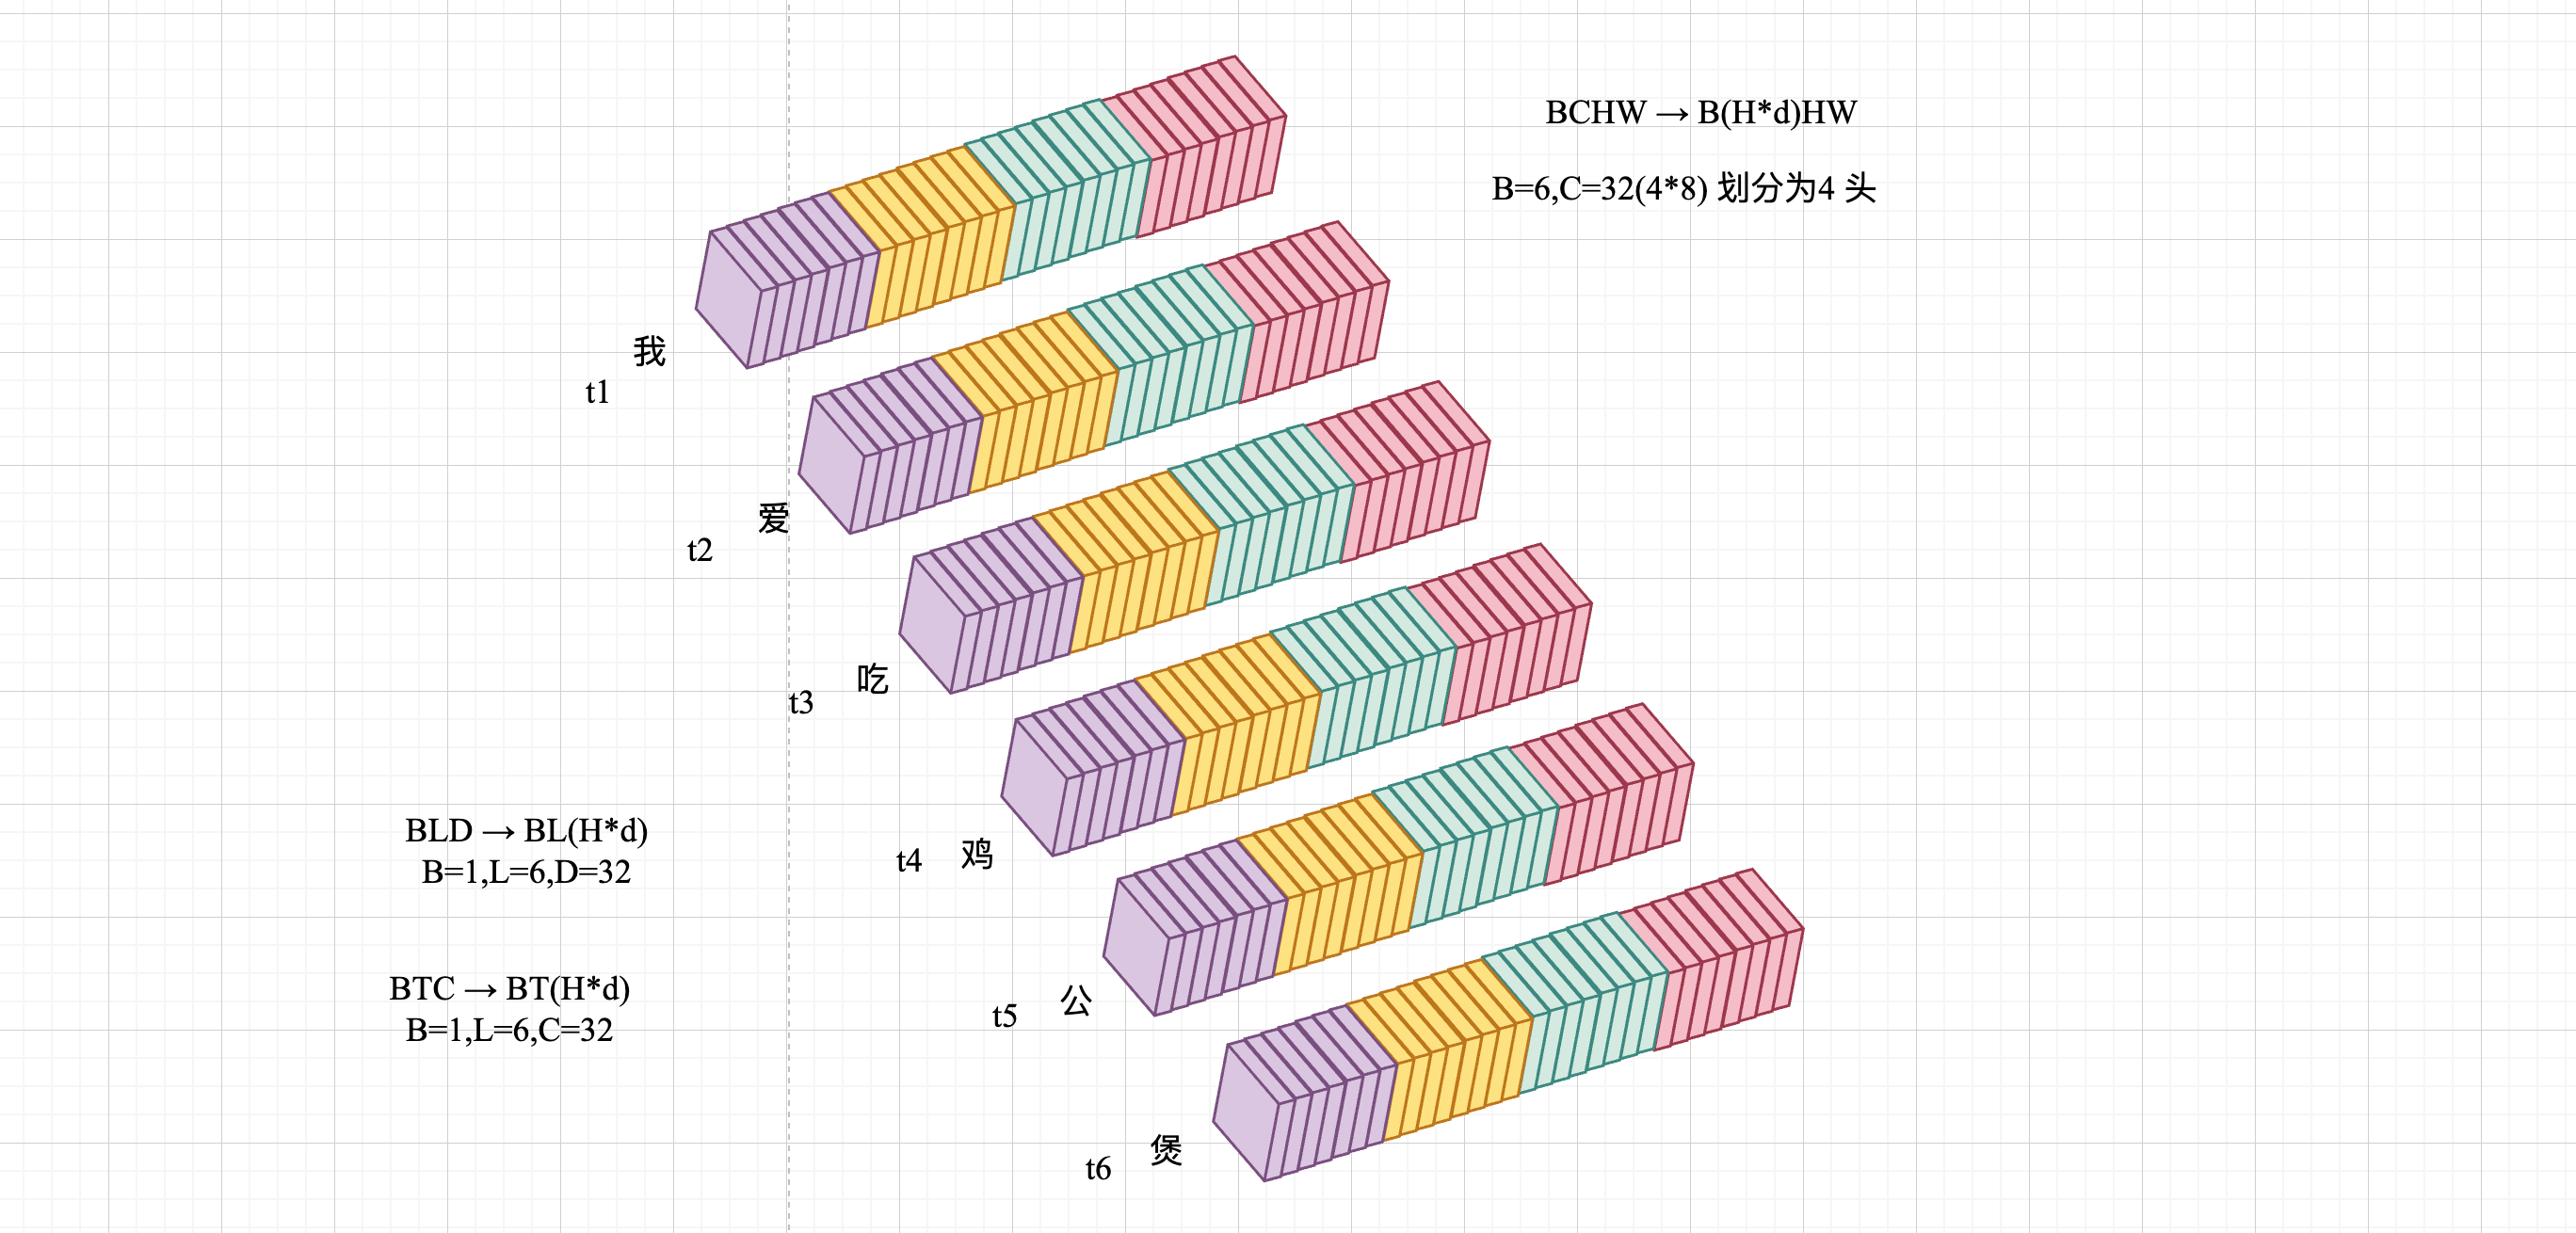 BCHW → B(H*d)HW
B=6,C=32(4*8) 划分为4 头
我
t1
爱
t2
吃
t3
鸡
t4
公
t5
煲
t6
BLD → BL(H*d)
B=1,L=6,D=32
BTC → BT(H*d)
B=1,L=6,C=32